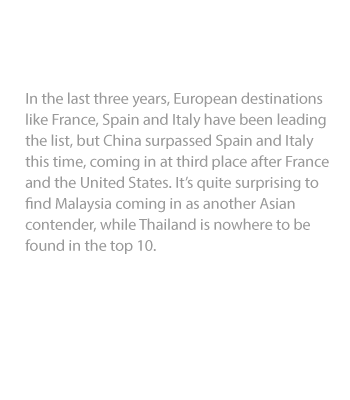 In the last three years, European destinations
like France, Spain and Italy have been leading
the list, but China surpassed Spain and Italy
this time, coming in at third place after France
and the United States. It’s quite surprising to
find Malaysia coming in as another Asian
contender, while Thailand is nowhere to be
found in the top 10.